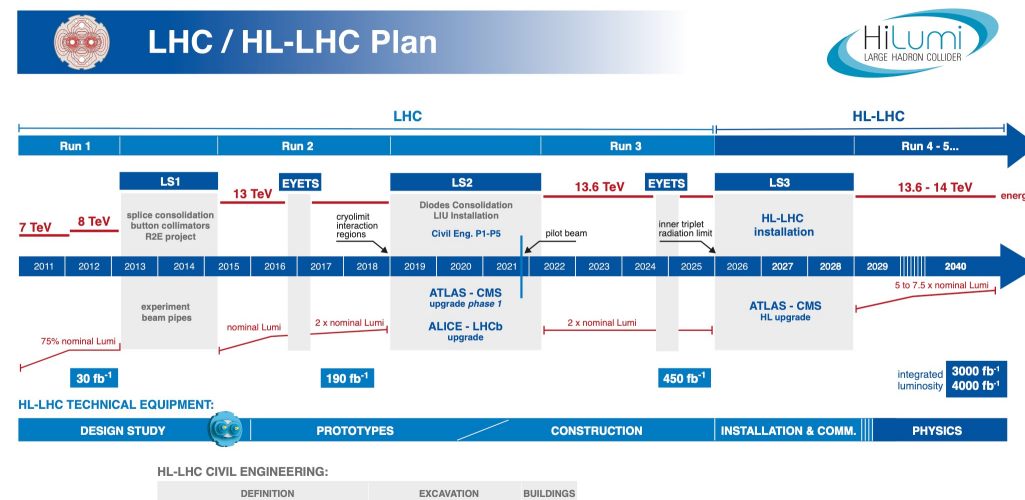 LHC / HL-LHC Plan
HiLumi
LARGE HADRON COLLIDER
LHC
HL-LHC
Run 1
Run 2
Run 3
Run 4 - 5...
LS1
EYETS
LS2
EYETS
LS3
7 TeV
8 TeV
13 TeV
13.6 TeV
13.6 - 14 TeV
energ
splice consolidation
button collimators
R2E project
cryolimit
interaction
regions
Diodes Consolidation
LIU Installation
Civil Eng. P1-P5
pilot beam
inner triplet
radiation limit
HL-LHC
installation
2011 2012 2013 2014 2015 2016 2017 2018 2019 2020 2021 2022 2023 2024 2025 2026 2027 2028 2029 2040
75% nominal Lumi
experiment
beam pipes
nominal Lumi
2 x nominal Lumi
ATLAS - CMS
upgrade phase 1
ALICE - LHCb
upgrade
2 x nominal Lumi
ATLAS - CMS
HL upgrade
5 to 7.5 x nominal Lumi
30 fb⁻¹
190 fb⁻¹
450 fb⁻¹
integrated
luminosity
3000 fb⁻¹
4000 fb⁻¹
HL-LHC TECHNICAL EQUIPMENT:
DESIGN STUDY
PROTOTYPES
CONSTRUCTION
INSTALLATION & COMM.
PHYSICS
HL-LHC CIVIL ENGINEERING:
DEFINITION
EXCAVATION
BUILDINGS